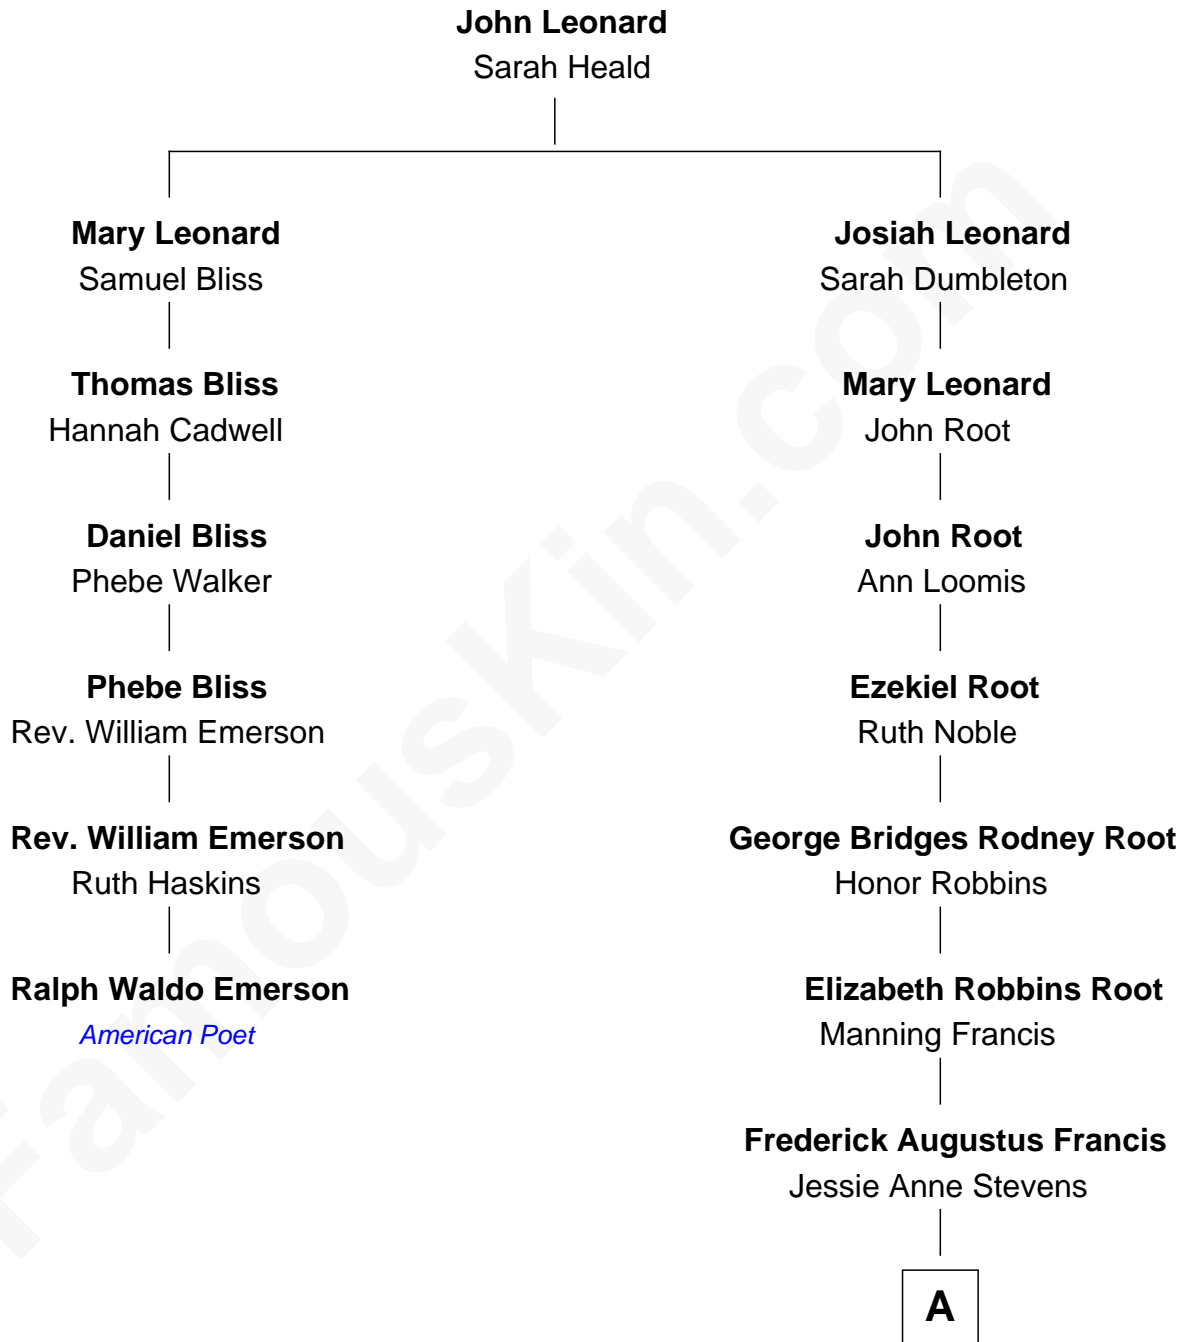 John Leonard
Sarah Heald
Mary Leonard
Samuel Bliss
Josiah Leonard
Sarah Dumbleton
Thomas Bliss
Hannah Cadwell
Mary Leonard
John Root
Daniel Bliss
Phebe Walker
John Root
Ann Loomis
Phebe Bliss
Rev. William Emerson
Ezekiel Root
Ruth Noble
Rev. William Emerson
Ruth Haskins
George Bridges Rodney Root
Honor Robbins
Ralph Waldo Emerson
American Poet
Elizabeth Robbins Root
Manning Francis
Frederick Augustus Francis
Jessie Anne Stevens
A
FamousKin.com